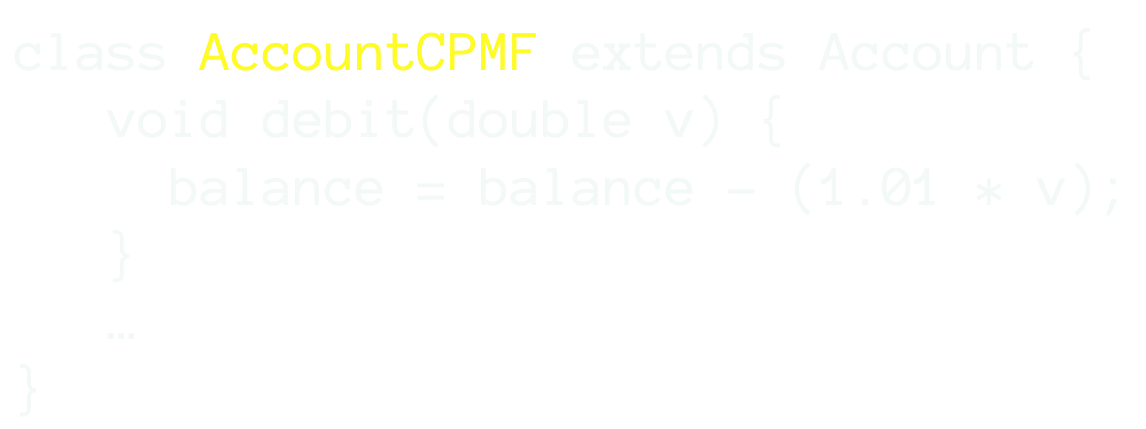 class AccountCPMF extends Account {
void debit(double v) {
balance = balance - (1.01 * v);
}
…
}